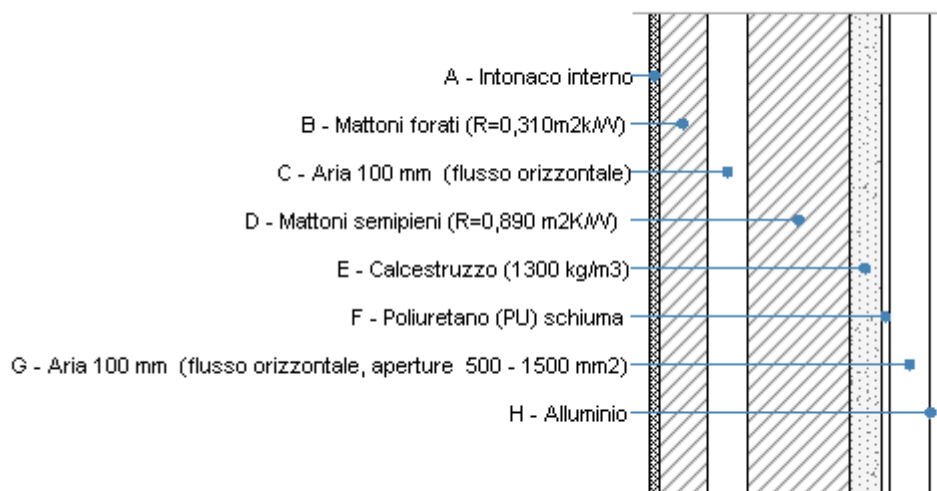 A - Intonaco interno
B - Mattoni forati (R=0,310m2k/W)
C - Aria 100 mm (flusso orizzontale)
D - Mattoni semipieni (R=0,890 m2K/W)
E - Calcestruzzo (1300 kg/m3)
F - Poliuretano (PU) schiuma
G - Aria 100 mm (flusso orizzontale, aperture 500 - 1500 mm2)
H - Alluminio